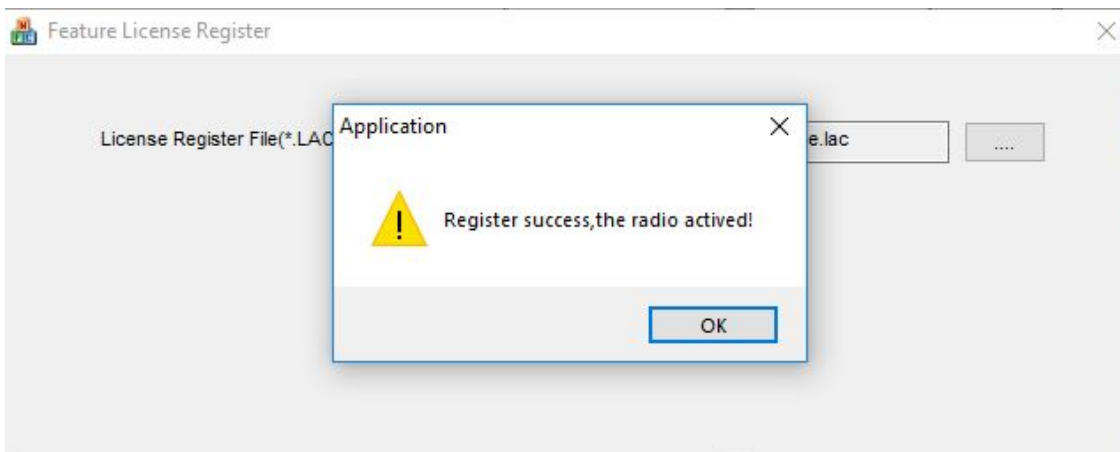 Feature License Register
Application
License Register File(*.LAC
e.lac
....
Register success,the radio actived!
OK